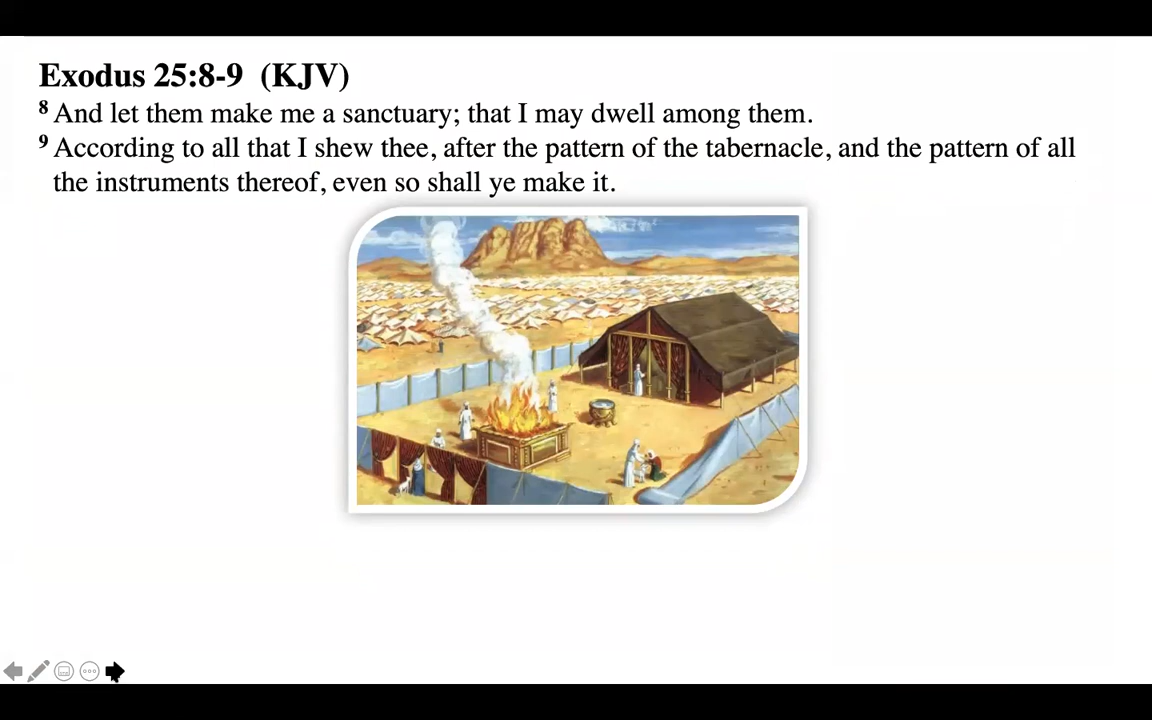 Exodus 25:8-9 (KJV)
8 And let them make me a sanctuary; that I may dwell among them.
9 According to all that I shew thee, after the pattern of the tabernacle, and the pattern of all
the instruments thereof, even so shall ye make it.